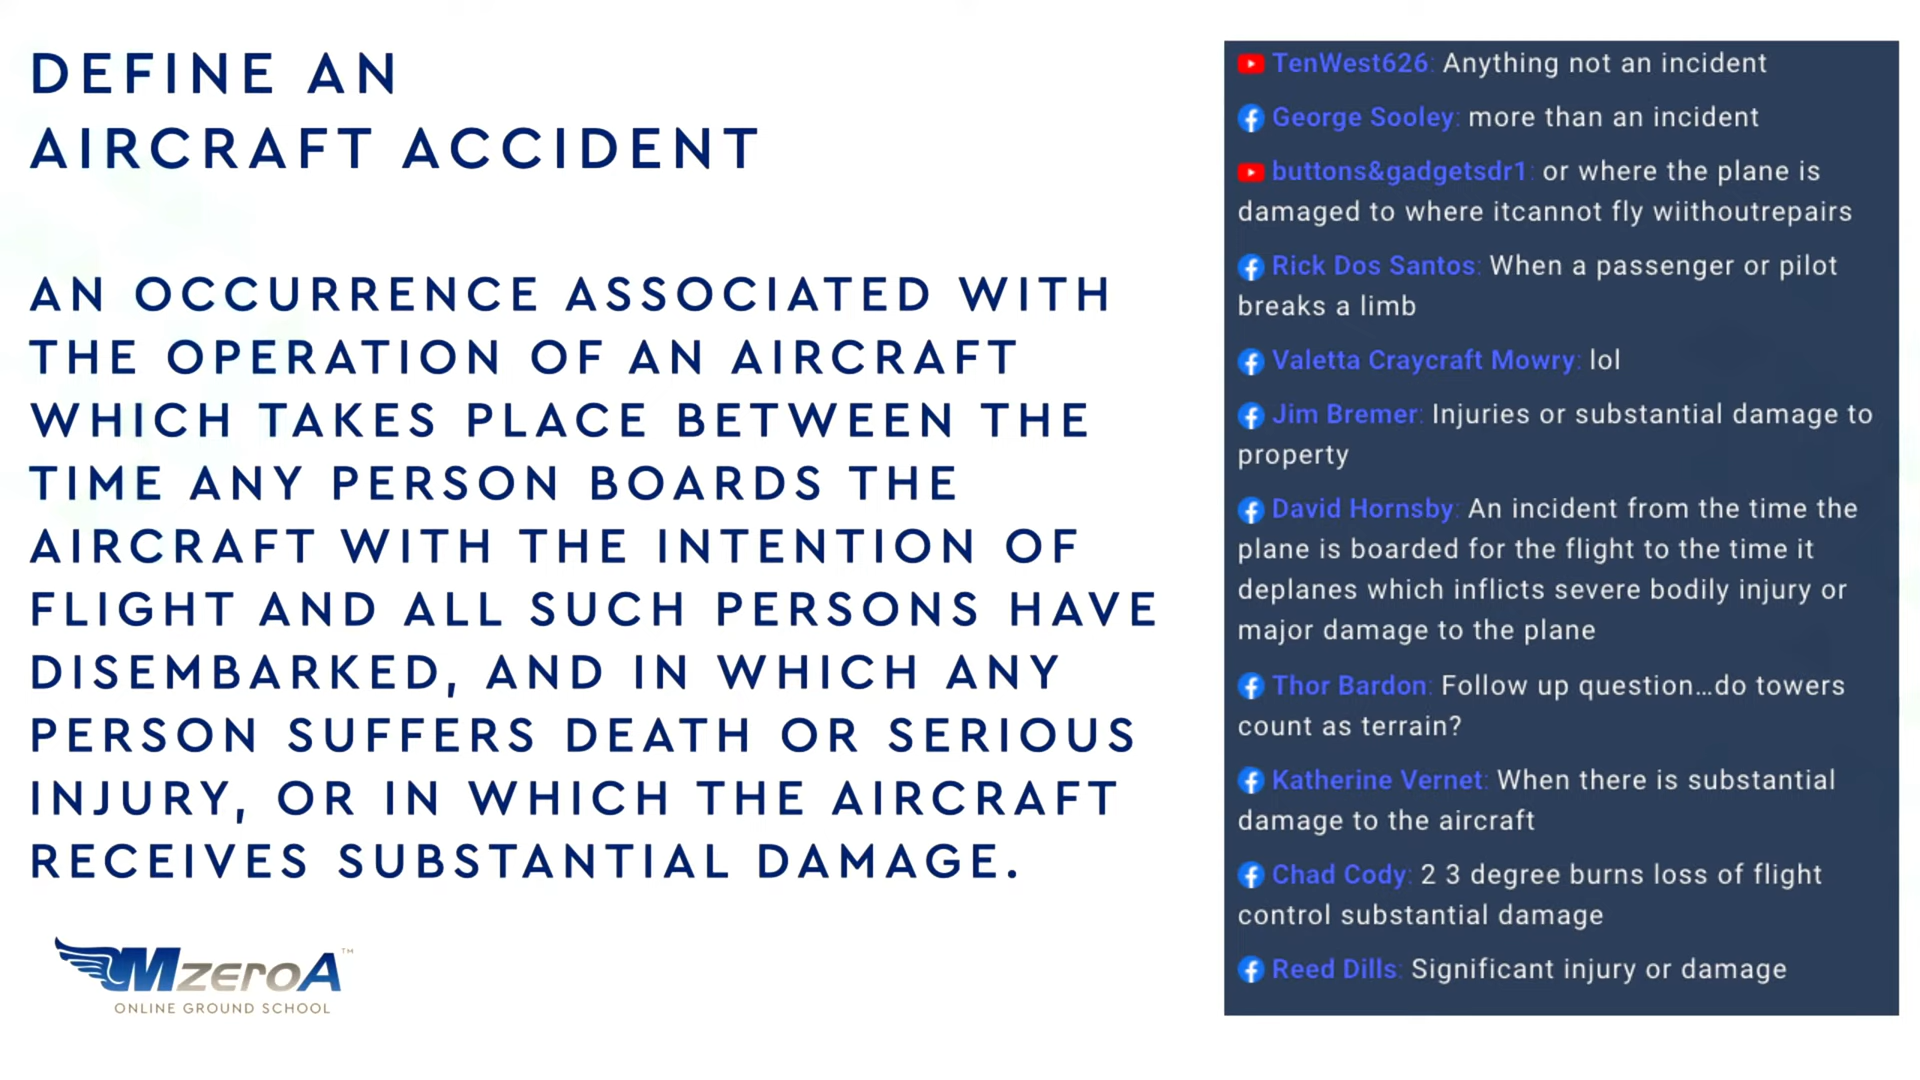 DEFINE AN
AIRCRAFT ACCIDENT
AN OCCURRENCE ASSOCIATED WITH
THE OPERATION OF AN AIRCRAFT
WHICH TAKES PLACE BETWEEN THE
TIME ANY PERSON BOARDS THE
AIRCRAFT WITH THE INTENTION OF
FLIGHT AND ALL SUCH PERSONS HAVE
DISEMBARKED, AND IN WHICH ANY
PERSON SUFFERS DEATH OR SERIOUS
INJURY, OR IN WHICH THE AIRCRAFT
RECEIVES SUBSTANTIAL DAMAGE.
MzeroA™
ONLINE GROUND SCHOOL
TenWest626: Anything not an incident
George Sooley: more than an incident
buttons&gadgetsdr1: or where the plane is
damaged to where itcannot fly wiithoutrepairs
Rick Dos Santos: When a passenger or pilot
breaks a limb
Valetta Craycraft Mowry: lol
Jim Bremer: Injuries or substantial damage to
property
David Hornsby: An incident from the time the
plane is boarded for the flight to the time it
deplanes which inflicts severe bodily injury or
major damage to the plane
Thor Bardon: Follow up question...do towers
count as terrain?
Katherine Vernet: When there is substantial
damage to the aircraft
Chad Cody: 2 3 degree burns loss of flight
control substantial damage
Reed Dills: Significant injury or damage